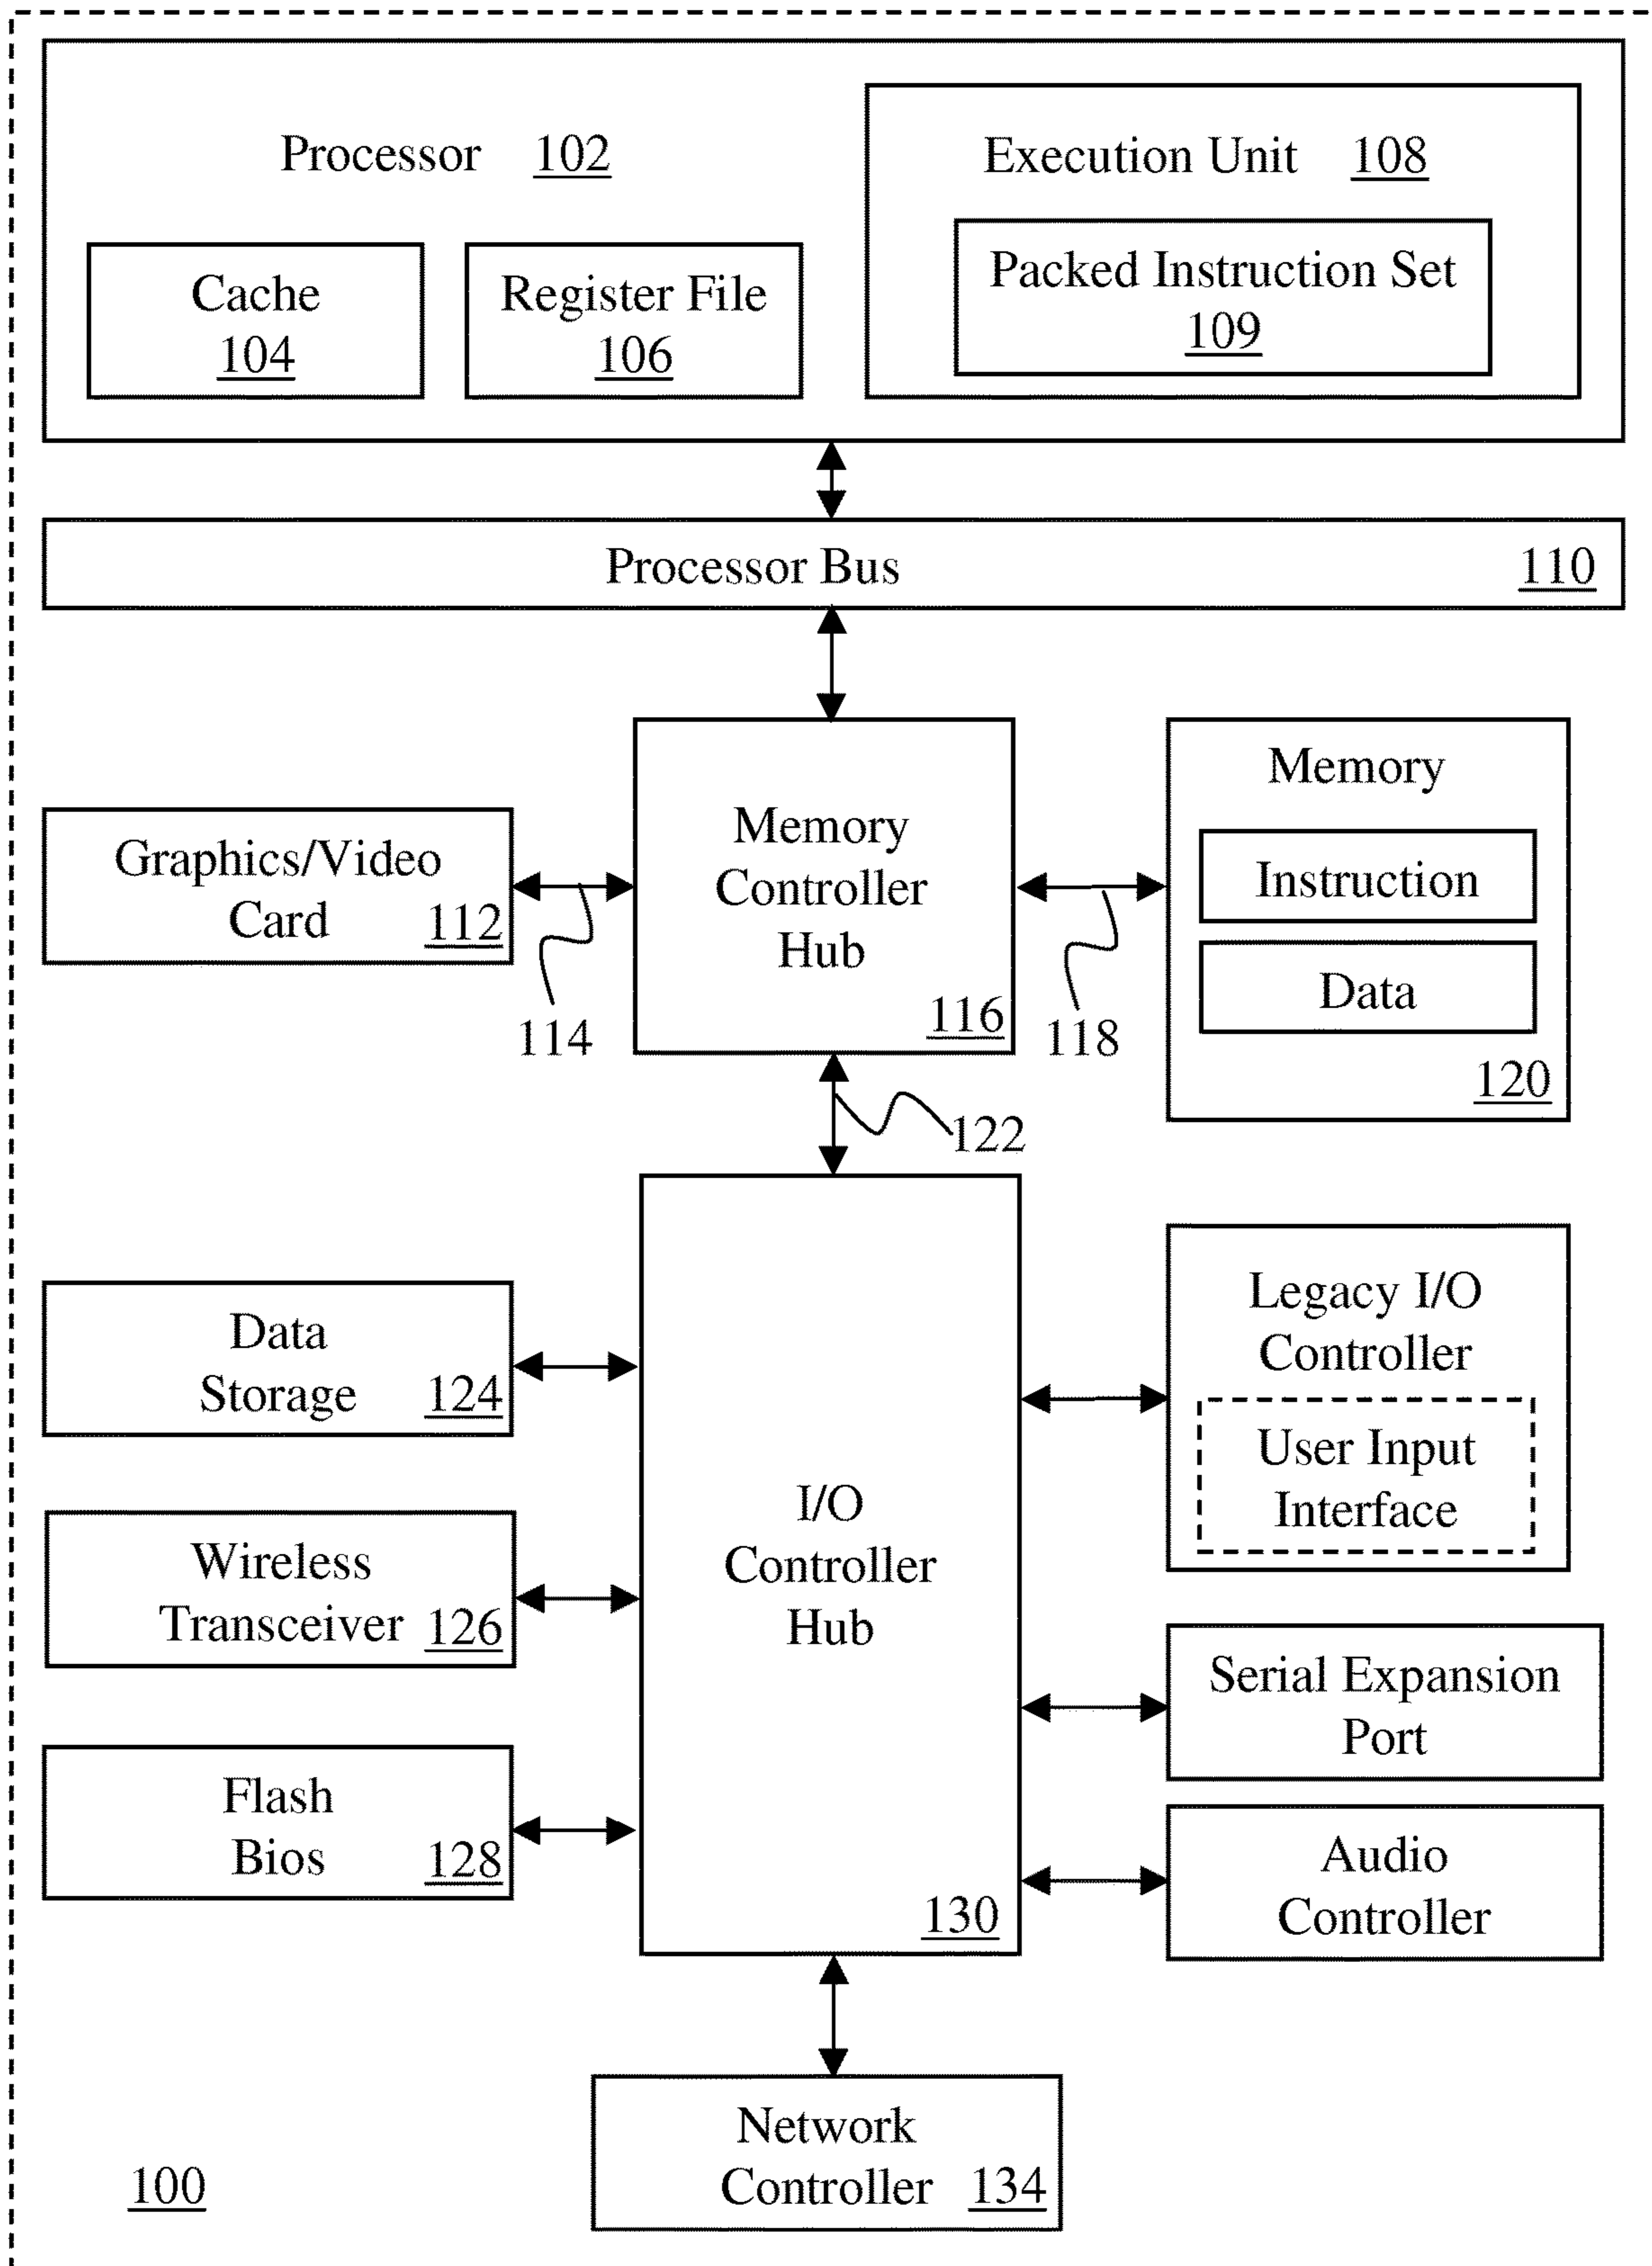 Processor 102
Execution Unit 108
Packed Instruction Set
109
Cache
104
Register File
106
Processor Bus 110
Graphics/Video
Card 112
114
Memory
Controller
Hub
116
118
Memory
Instruction
Data
120
122
Data
Storage 124
Wireless
Transceiver 126
Flash
Bios 128
I/O
Controller
Hub
130
Legacy I/O
Controller
User Input
Interface
Serial Expansion
Port
Audio
Controller
Network
Controller 134
100